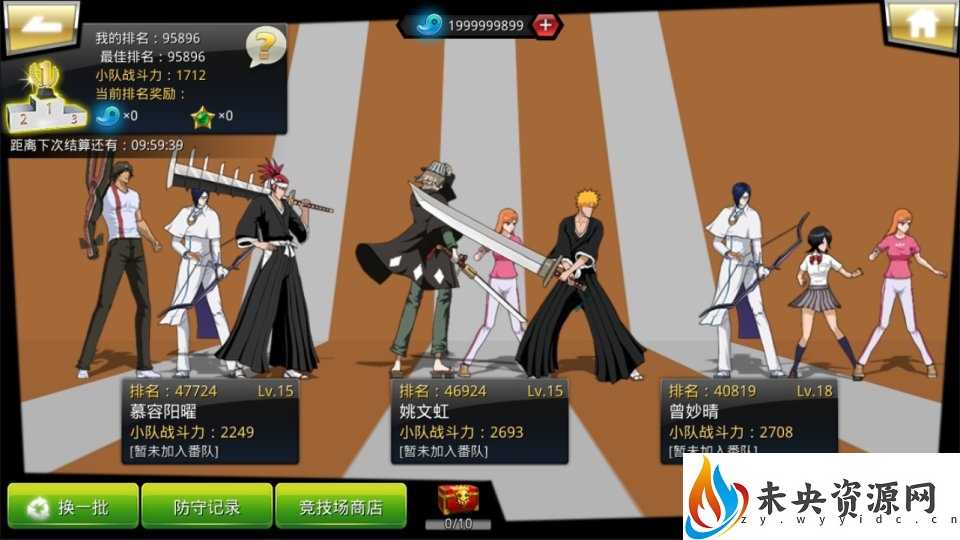 我的排名：95896
最佳排名：95896
小队战斗力：1712
当前排名奖励：
×0 ×0
距离下次结算还有：09:59:39
1999999899
?
1
2 1 3
排名：47724 Lv.15
慕容阳曜
小队战斗力：2249
[暂未加入番队]
排名：46924 Lv.15
姚文虹
小队战斗力：2693
[暂未加入番队]
排名：40819 Lv.18
曾妙晴
小队战斗力：2708
[暂未加入番队]
换一批
防守记录
竞技场商店
0/10
未央资源网
zy.wyyidc.cn